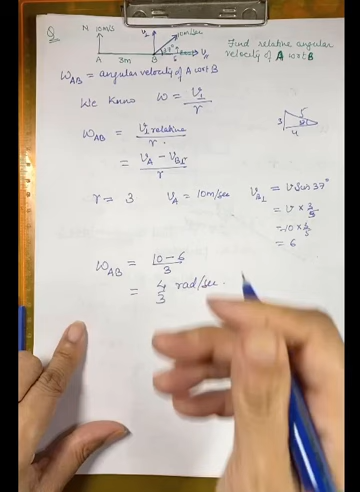 Q
N 10m/s V⊥ 10m/sec
37°
A 3m B 6 V∥
Find relative angular
velocity of A wrt B
ω_AB = angular velocity of A wrt B
We know ω = V⊥/r
ω_AB = V⊥ relative / r
= V_A − V_B⊥ / r
3 5
4
r = 3 V_A = 10m/sec V_B⊥ = V Sin 37°
= V × 3/5
= 10 × 3/5
= 6
ω_AB = 10 − 6 / 3
= 4/3 rad/sec.